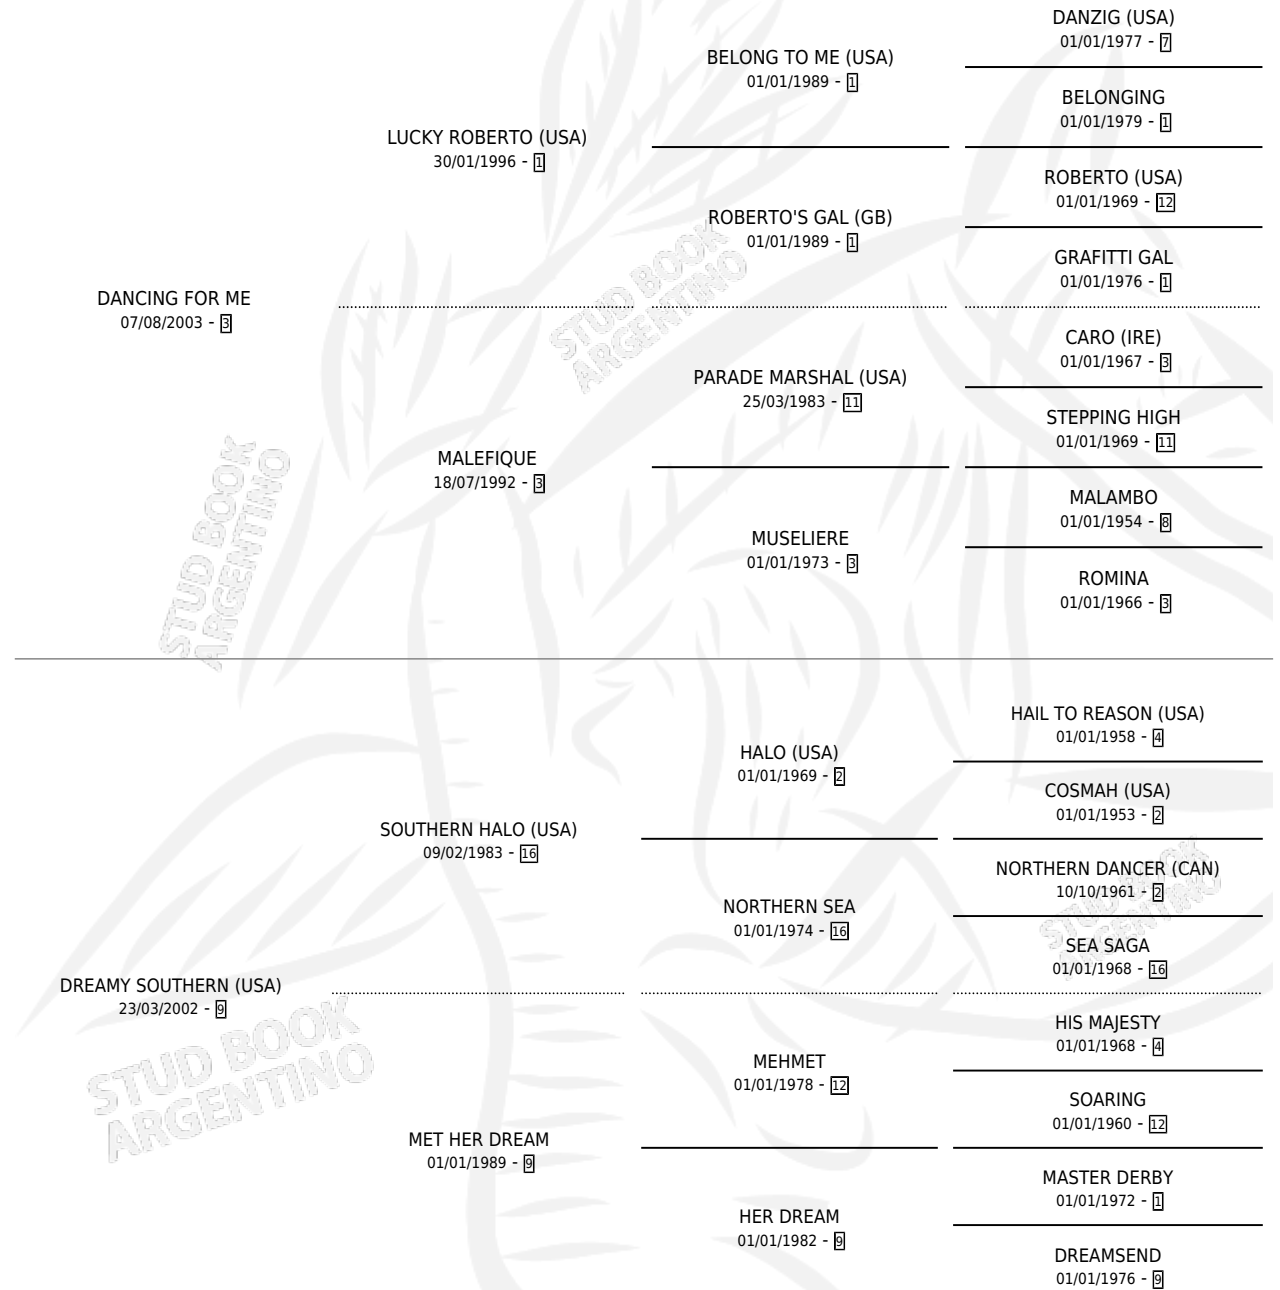 DANZIG (USA)
01/01/1977 - 7
BELONG TO ME (USA)
01/01/1989 - 1
BELONGING
01/01/1979 - 1
LUCKY ROBERTO (USA)
30/01/1996 - 1
ROBERTO (USA)
01/01/1969 - 12
ROBERTO'S GAL (GB)
01/01/1989 - 1
GRAFITTI GAL
01/01/1976 - 1
DANCING FOR ME
07/08/2003 - 3
CARO (IRE)
01/01/1967 - 3
PARADE MARSHAL (USA)
25/03/1983 - 11
STEPPING HIGH
01/01/1969 - 11
MALEFIQUE
18/07/1992 - 3
MALAMBO
01/01/1954 - 8
MUSELIERE
01/01/1973 - 3
ROMINA
01/01/1966 - 3
HAIL TO REASON (USA)
01/01/1958 - 4
HALO (USA)
01/01/1969 - 2
COSMAH (USA)
01/01/1953 - 2
SOUTHERN HALO (USA)
09/02/1983 - 16
NORTHERN DANCER (CAN)
10/10/1961 - 2
NORTHERN SEA
01/01/1974 - 16
SEA SAGA
01/01/1968 - 16
DREAMY SOUTHERN (USA)
23/03/2002 - 9
HIS MAJESTY
01/01/1968 - 4
MEHMET
01/01/1978 - 12
SOARING
01/01/1960 - 12
MET HER DREAM
01/01/1989 - 9
MASTER DERBY
01/01/1972 - 1
HER DREAM
01/01/1982 - 9
DREAMSEND
01/01/1976 - 9
STUD BOOK
ARGENTINO
STUD BOOK
ARGENTINO
STUD BOOK
ARGENTINO
STUD BOOK
ARGENTINO